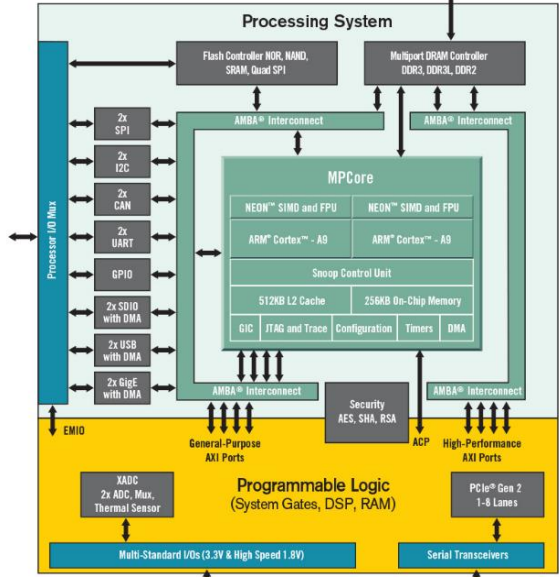 Processing System
Flash Controller NOR, NAND,
SRAM, Quad SPI
Multiport DRAM Controller
DDR3, DDR3L, DDR2
AMBA® Interconnect
AMBA® Interconnect
Processor I/O Mux
2x
SPI
2x
I2C
2x
CAN
2x
UART
GPIO
2x SDIO
with DMA
2x USB
with DMA
2x GigE
with DMA
MPCore
NEON™ SIMD and FPU
NEON™ SIMD and FPU
ARM® Cortex™ - A9
ARM® Cortex™ - A9
Snoop Control Unit
512KB L2 Cache
256KB On-Chip Memory
GIC
JTAG and Trace
Configuration
Timers
DMA
AMBA® Interconnect
AMBA® Interconnect
Security
AES, SHA, RSA
EMIO
General-Purpose
AXI Ports
ACP
High-Performance
AXI Ports
XADC
2x ADC, Mux,
Thermal Sensor
Programmable Logic
(System Gates, DSP, RAM)
PCIe® Gen 2
1-8 Lanes
Multi-Standard I/Os (3.3V & High Speed 1.8V)
Serial Transceivers